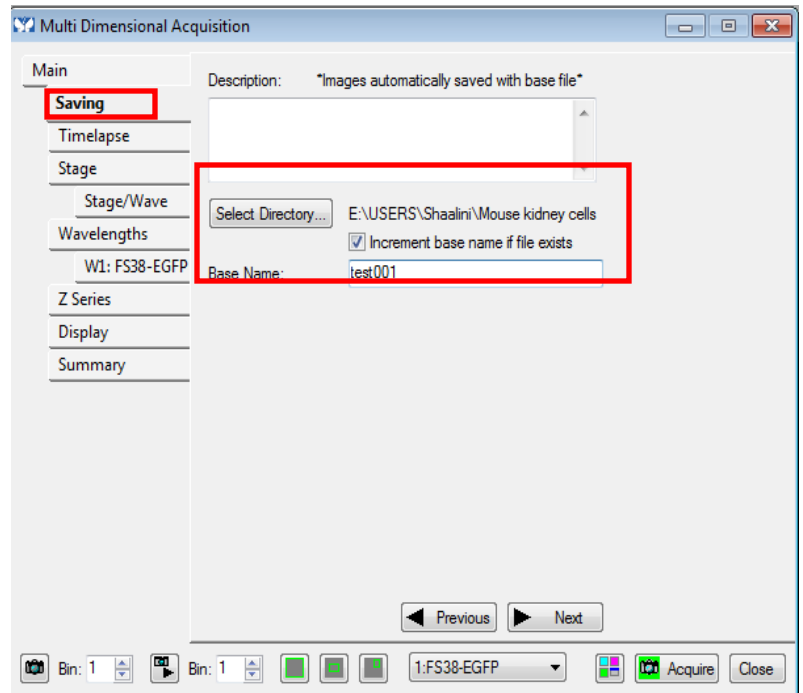 Multi Dimensional Acquisition
Main
Saving
Timelapse
Stage
Stage/Wave
Wavelengths
W1: FS38-EGFP
Z Series
Display
Summary
Description: *Images automatically saved with base file*
Select Directory... E:\USERS\Shaalini\Mouse kidney cells
Increment base name if file exists
Base Name: test001
Previous Next
Bin: 1 Bin: 1 1:FS38-EGFP Acquire Close